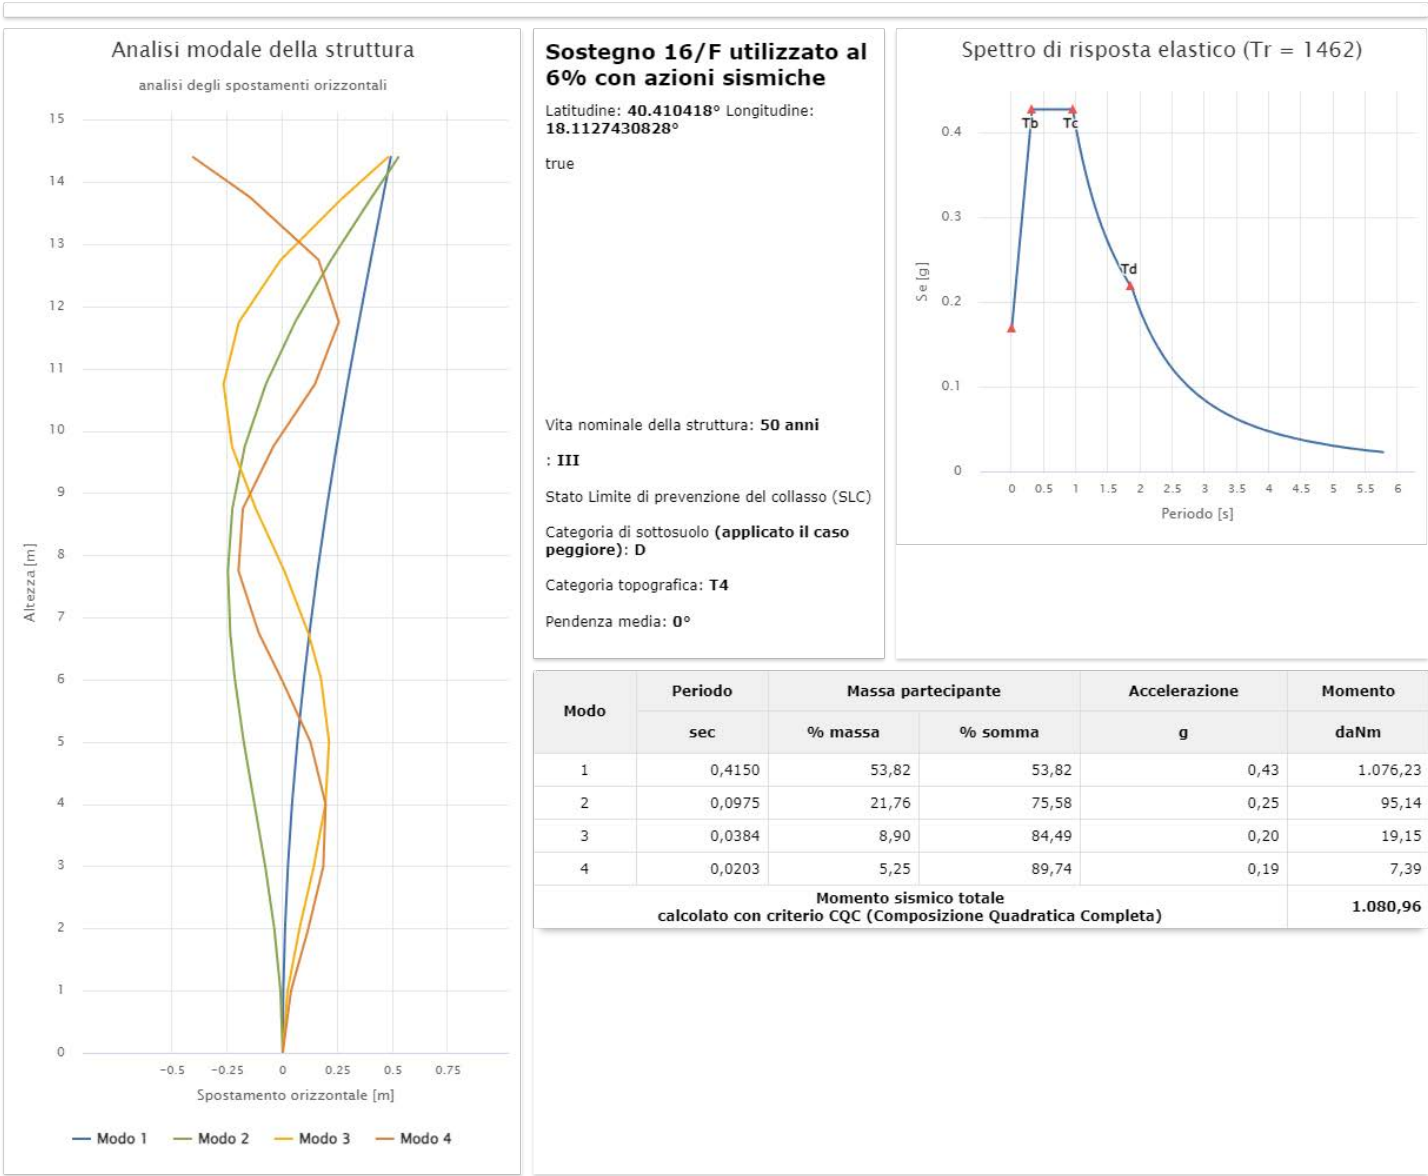 Analisi modale della struttura
analisi degli spostamenti orizzontali
15
14
13
12
11
10
9
8
7
6
5
4
3
2
1
0
Altezza [m]
-0.5 -0.25 0 0.25 0.5 0.75
Spostamento orizzontale [m]
Modo 1 Modo 2 Modo 3 Modo 4
Sostegno 16/F utilizzato al
6% con azioni sismiche
Latitudine: 40.410418° Longitudine:
18.1127430828°
true
Vita nominale della struttura: 50 anni
: III
Stato Limite di prevenzione del collasso (SLC)
Categoria di sottosuolo (applicato il caso
peggiore): D
Categoria topografica: T4
Pendenza media: 0°
Spettro di risposta elastico (Tr = 1462)
Tb Tc
Td
0.4
0.3
0.2
0.1
0
Se [g]
0 0.5 1 1.5 2 2.5 3 3.5 4 4.5 5 5.5 6
Periodo [s]
Modo Periodo Massa partecipante Accelerazione Momento
sec % massa % somma g daNm
1 0,4150 53,82 53,82 0,43 1.076,23
2 0,0975 21,76 75,58 0,25 95,14
3 0,0384 8,90 84,49 0,20 19,15
4 0,0203 5,25 89,74 0,19 7,39
Momento sismico totale
calcolato con criterio CQC (Composizione Quadratica Completa) 1.080,96